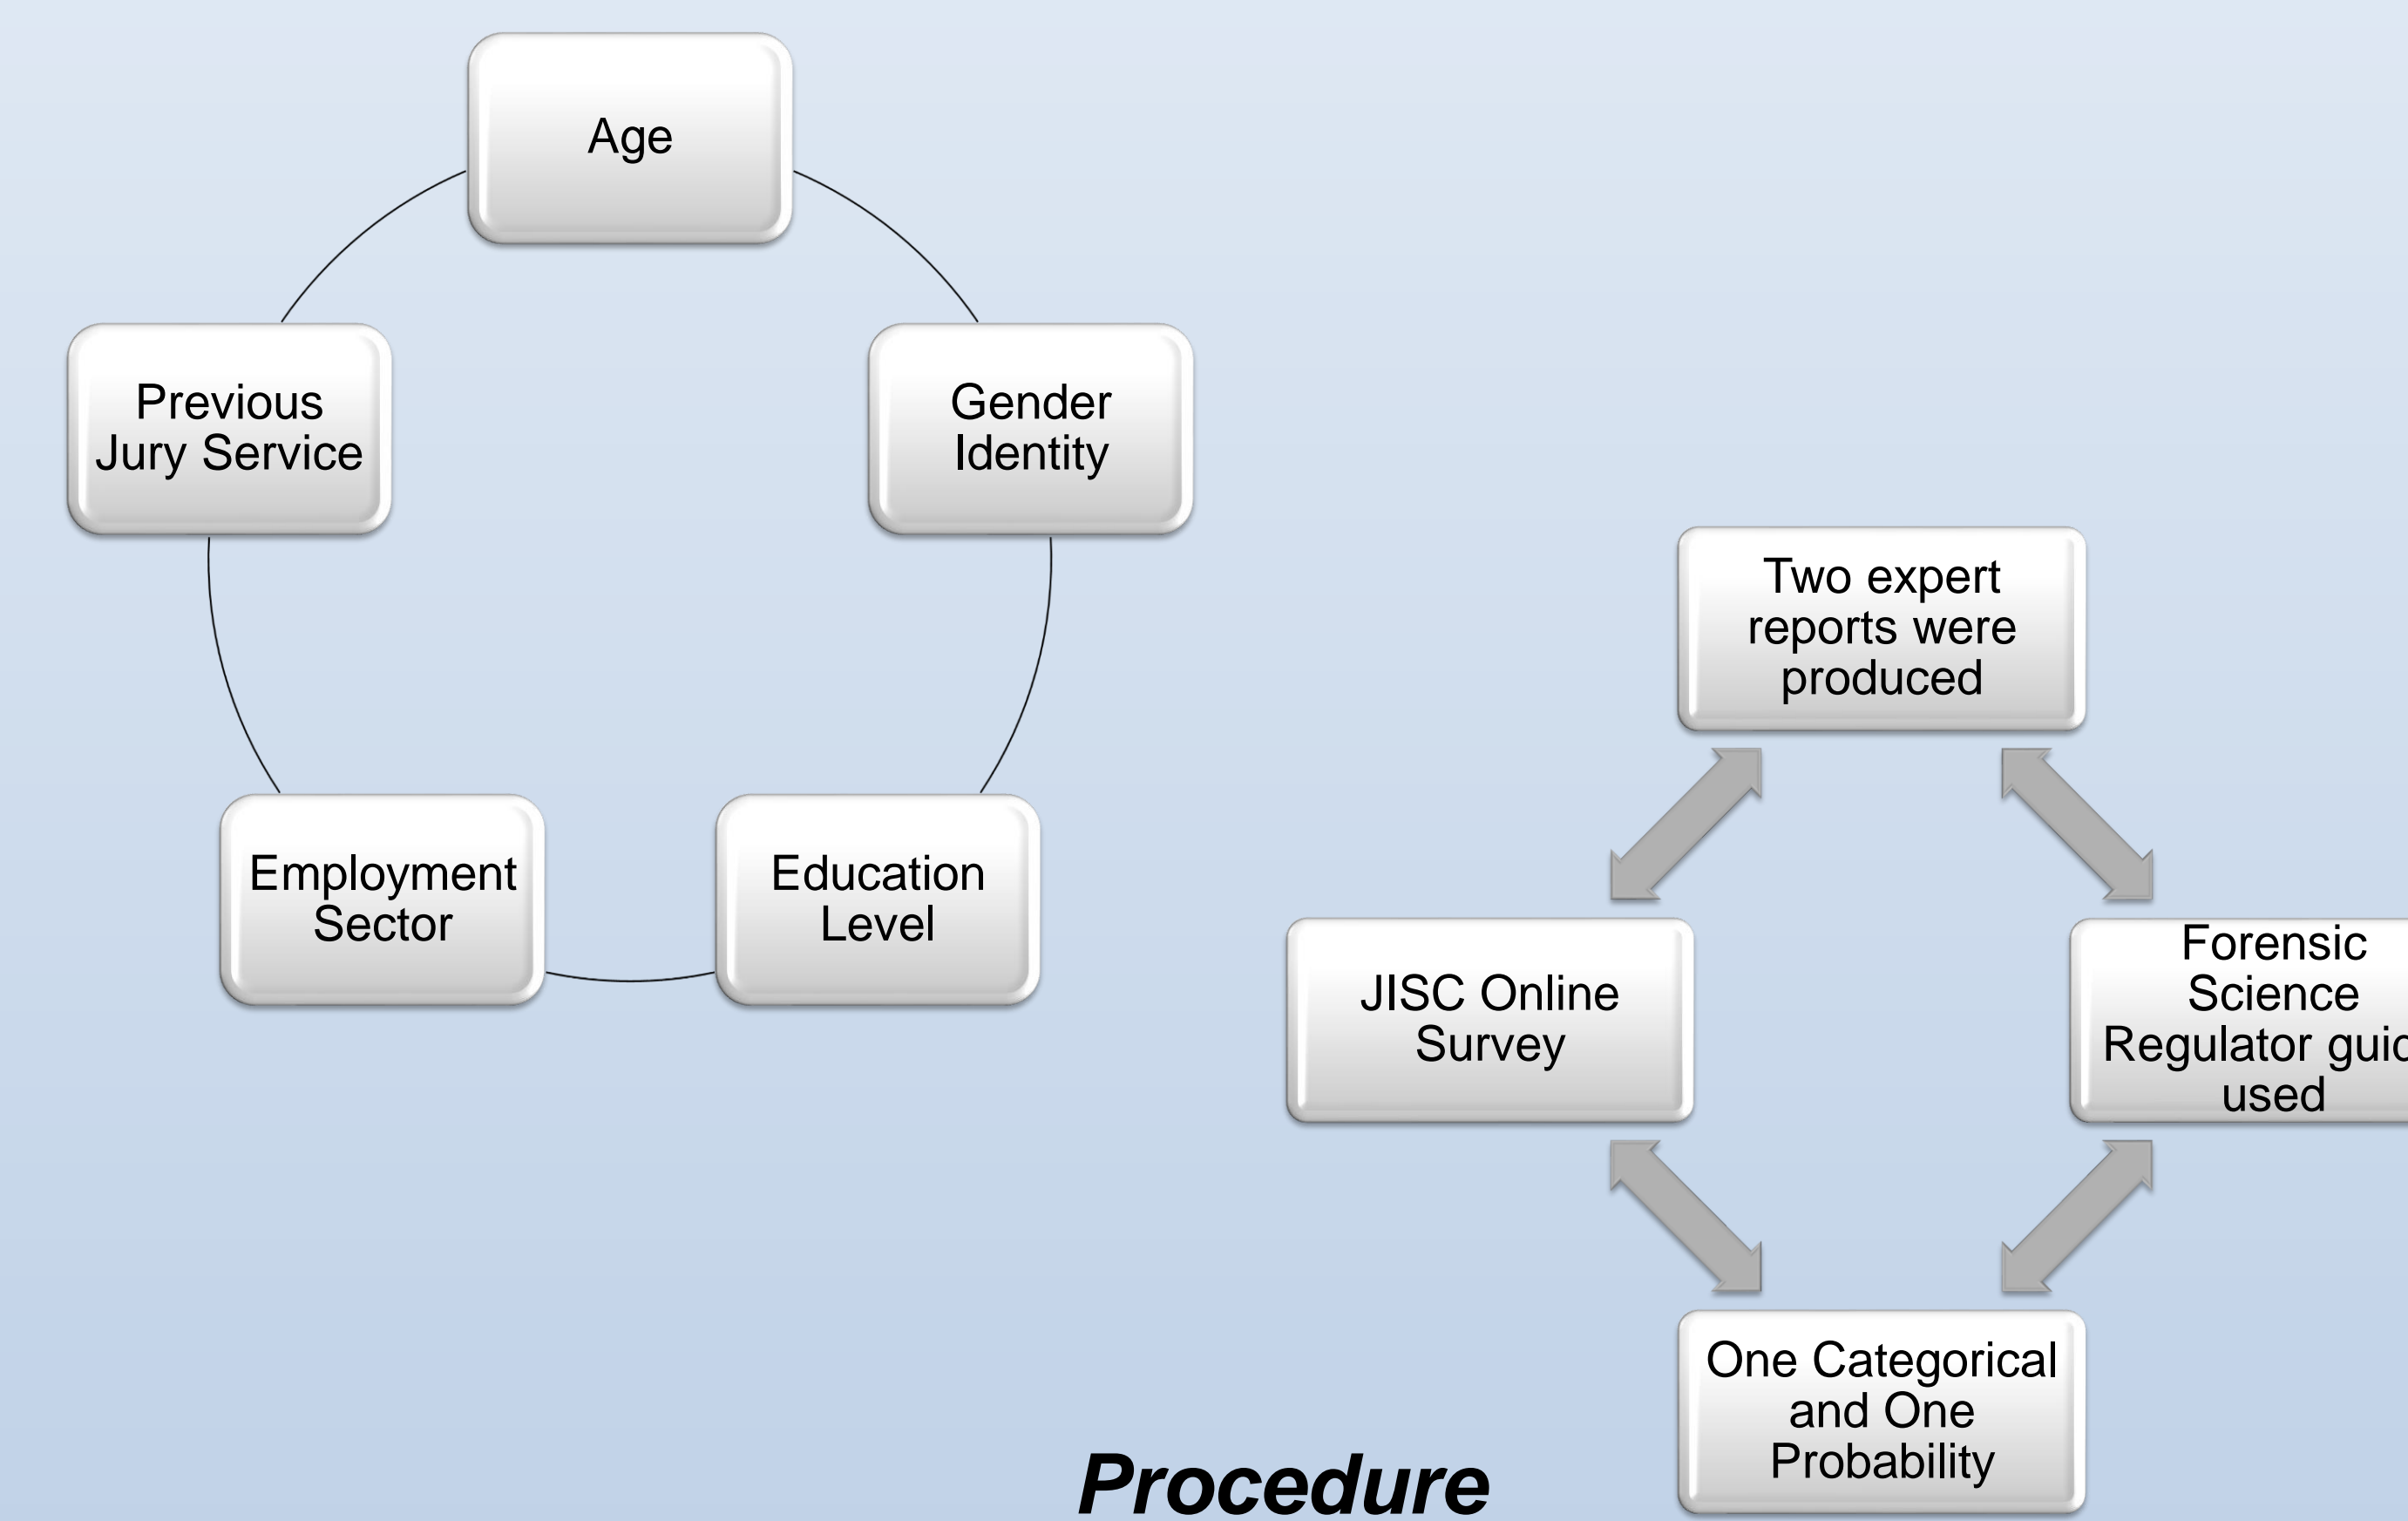 Age
Previous
Jury Service
Gender
Identity
Employment
Sector
Education
Level
Two expert
reports were
produced
JISC Online
Survey
Forensic
Science
Regulator
used
One Categorical
and One
Probability
Procedure